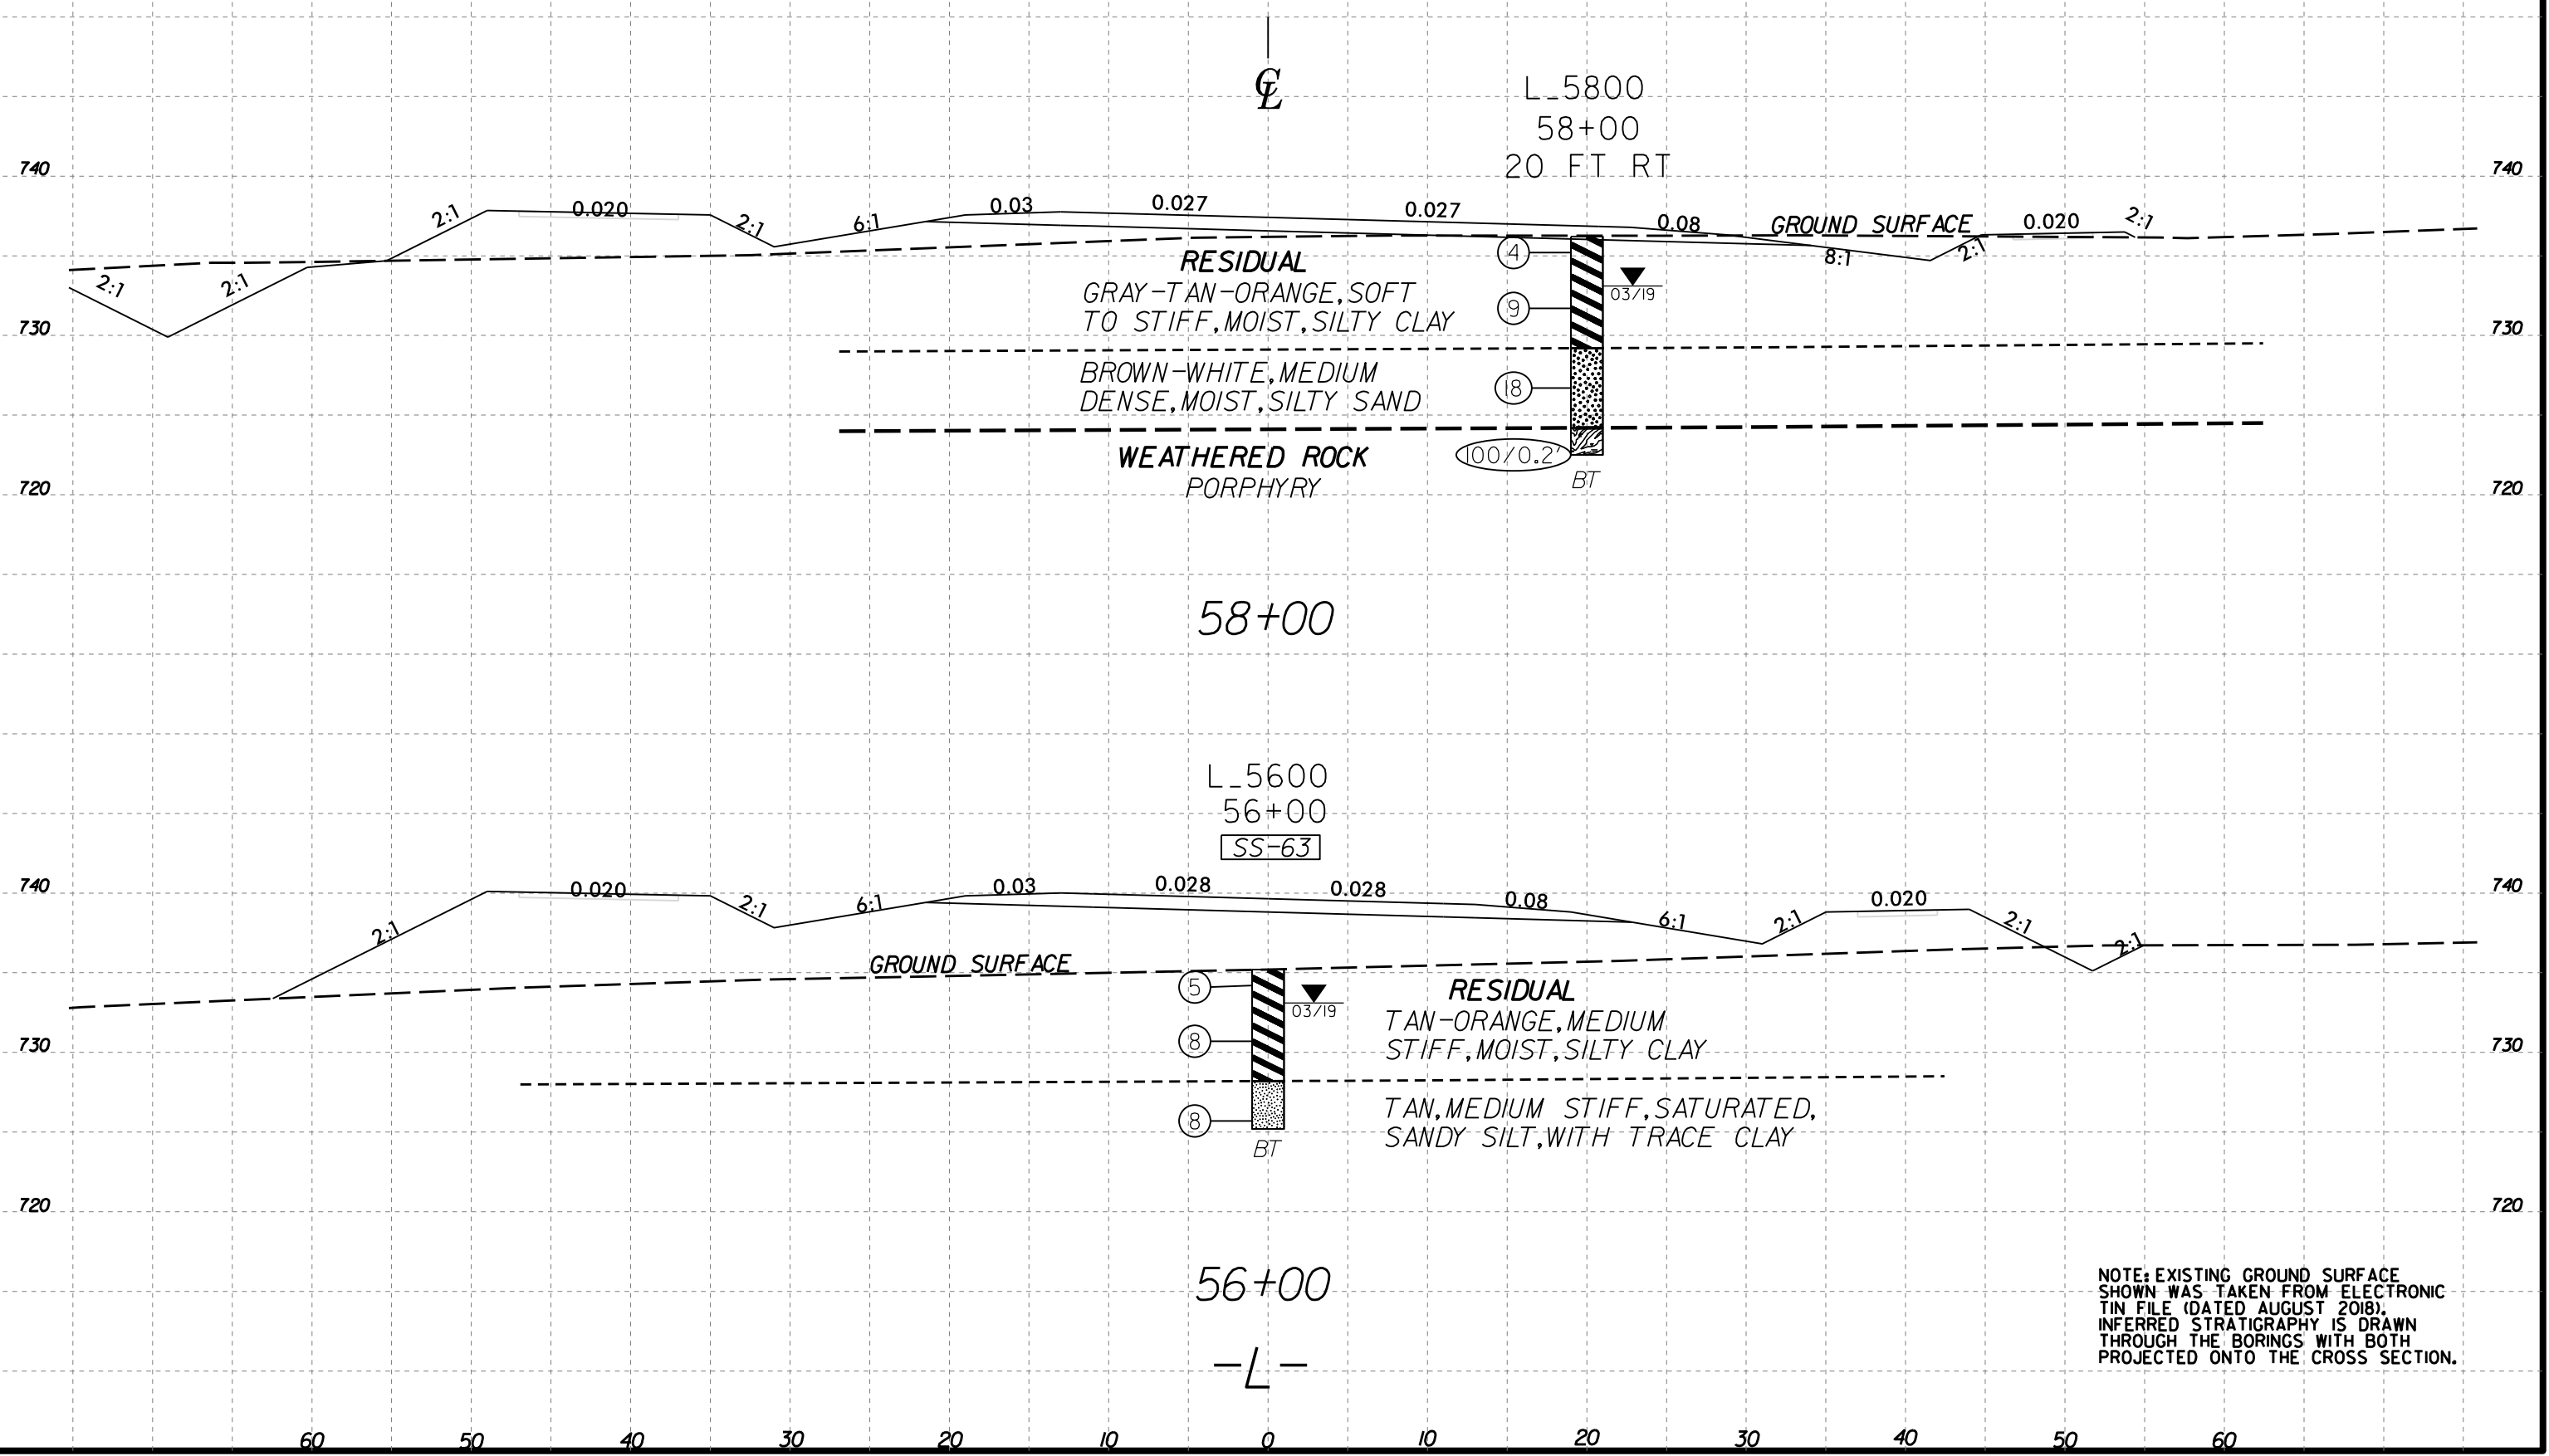 ℄
L_5800
58+00
20 FT RT
740
740
2:1
0.020
2:1
6:1
0.03
0.027
0.027
0.08
GROUND SURFACE
0.020
2:1
2:1
2:1
4
8:1
2:1
RESIDUAL
GRAY-TAN-ORANGE, SOFT
TO STIFF, MOIST, SILTY CLAY
9
03/19
730
730
BROWN-WHITE, MEDIUM
DENSE, MOIST, SILTY SAND
18
WEATHERED ROCK
PORPHYRY
100/0.2'
BT
720
720
58+00
L_5600
56+00
SS-63
740
740
2:1
0.020
2:1
6:1
0.03
0.028
0.028
0.08
6:1
2:1
0.020
2:1
2:1
GROUND SURFACE
5
03/19
RESIDUAL
TAN-ORANGE, MEDIUM
STIFF, MOIST, SILTY CLAY
8
730
730
TAN, MEDIUM STIFF, SATURATED,
SANDY SILT, WITH TRACE CLAY
8
BT
720
720
56+00
-L-
NOTE: EXISTING GROUND SURFACE
SHOWN WAS TAKEN FROM ELECTRONIC
TIN FILE (DATED AUGUST 2018).
INFERRED STRATIGRAPHY IS DRAWN
THROUGH THE BORINGS WITH BOTH
PROJECTED ONTO THE CROSS SECTION.
60 50 40 30 20 10 0 10 20 30 40 50 60